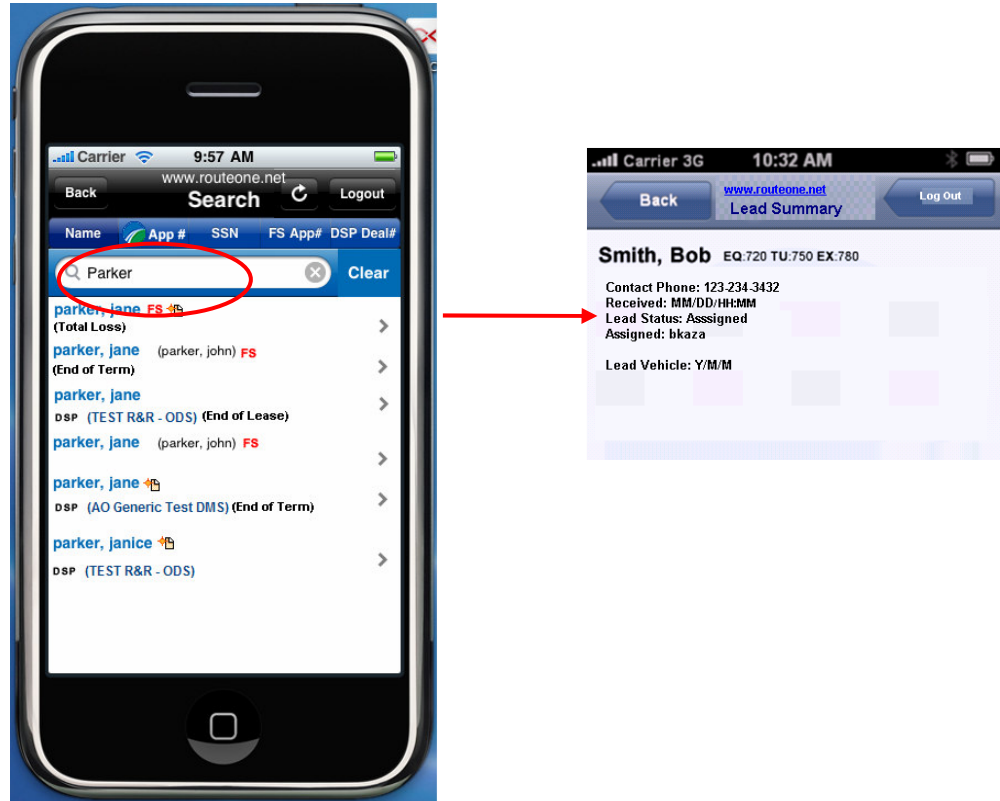 Carrier 9:57 AM
www.routeone.net
Back Search Logout
Name App # SSN FS App# DSP Deal#
Parker Clear
parker, jane FS
(Total Loss)
parker, jane (parker, john) FS
(End of Term)
parker, jane
DSP (TEST R&R - ODS) (End of Lease)
parker, jane (parker, john) FS
parker, jane
DSP (AO Generic Test DMS) (End of Term)
parker, janice
DSP (TEST R&R - ODS)
Carrier 3G 10:32 AM
www.routeone.net
Back Lead Summary Log Out
Smith, Bob EQ:720 TU:750 EX:780
Contact Phone: 123-234-3432
Received: MM/DD/HH:MM
Lead Status: Asssigned
Assigned: bkaza
Lead Vehicle: Y/M/M